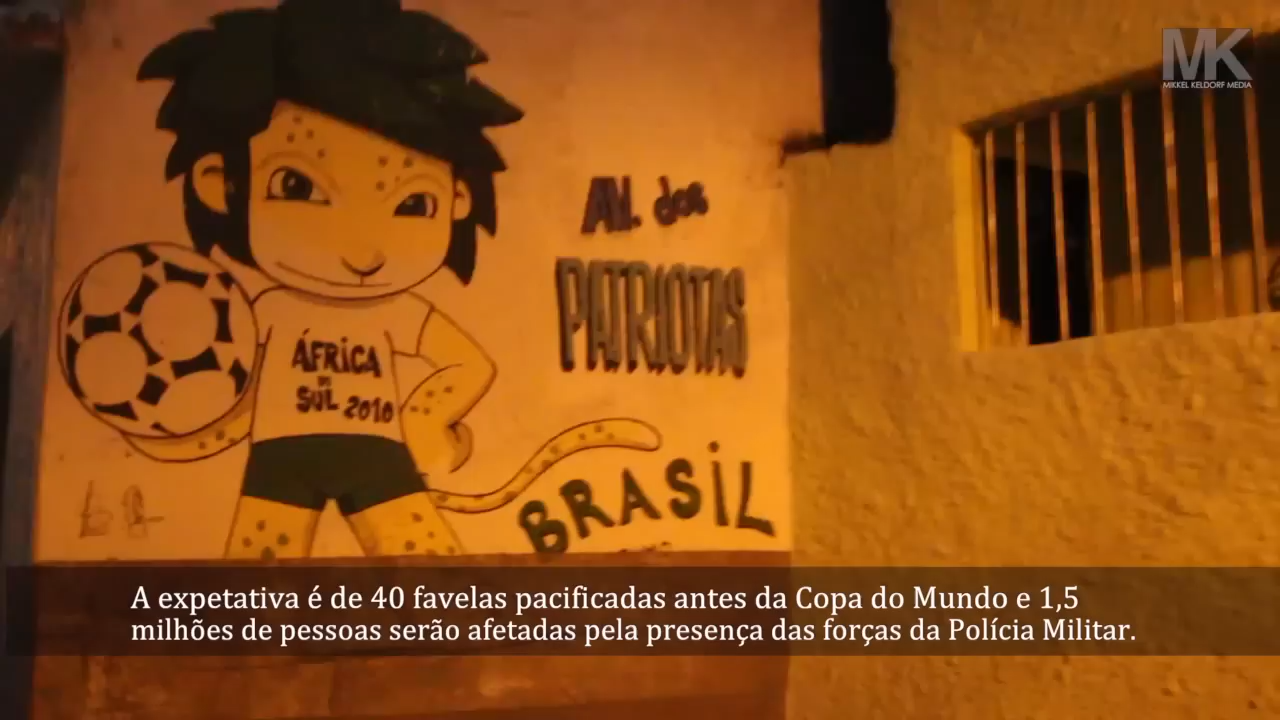 MK
MIKKEL KELDORF MEDIA
AV. dos
PATRIOTAS
ÁFRICA
SUL 2010
BRASIL
A expetativa é de 40 favelas pacificadas antes da Copa do Mundo e 1,5
milhões de pessoas serão afetadas pela presença das forças da Polícia Militar.